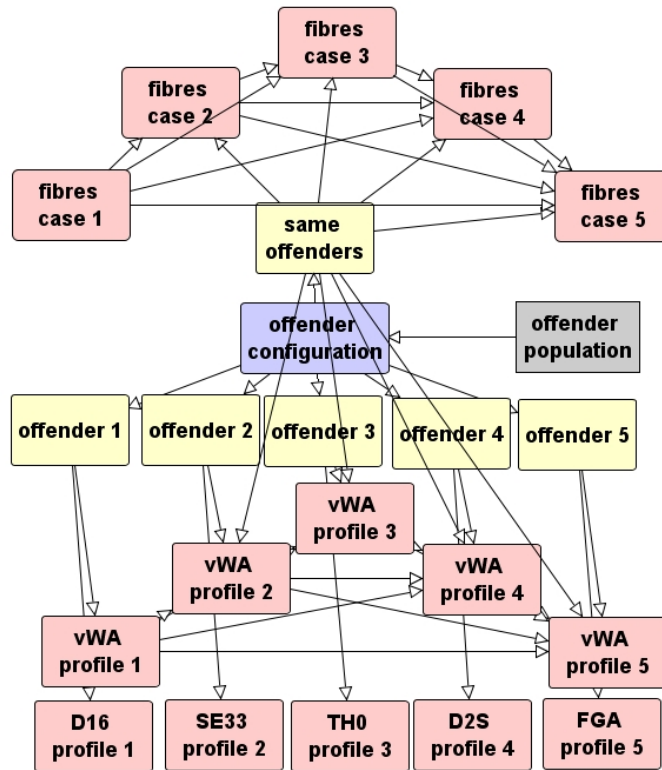 fibres
case 3
fibres
case 2
fibres
case 4
fibres
case 1
fibres
case 5
same
offenders
offender
configuration
offender
population
offender 1
offender 2
offender 3
offender 4
offender 5
vWA
profile 3
vWA
profile 2
vWA
profile 4
vWA
profile 1
vWA
profile 5
D16
profile 1
SE33
profile 2
TH0
profile 3
D2S
profile 4
FGA
profile 5